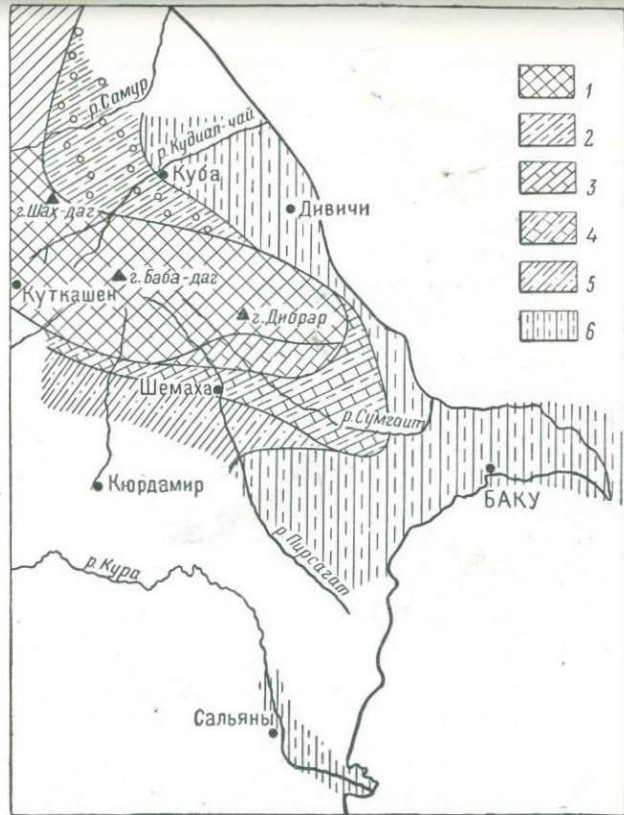 р. Самур
р. Кудиал-чай
Куба
г. Шах-даг
Дивичи
г. Баба-даг
Куткашен
г. Дибрар
Шемаха
р. Сумгаит
Кюрдамир
БАКУ
р. Пирсагат
р. Кура
Сальяны
1
2
3
4
5
6